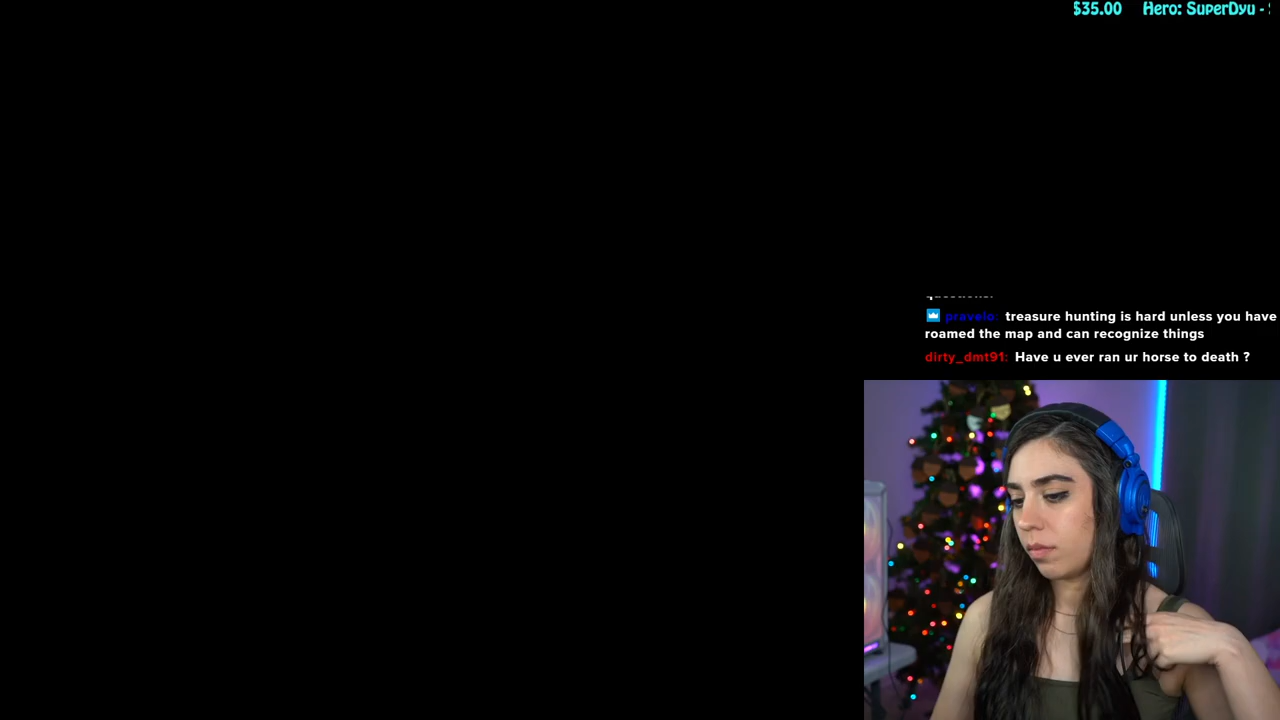 $35.00 Hero: SuperDyu -
pravelo: treasure hunting is hard unless you have
roamed the map and can recognize things
dirty_dmt91: Have u ever ran ur horse to death ?